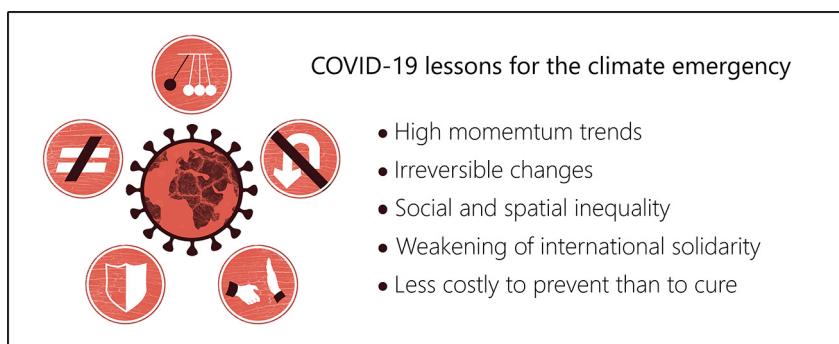 COVID-19 lessons for the climate emergency
• High momemtum trends
• Irreversible changes
• Social and spatial inequality
• Weakening of international solidarity
• Less costly to prevent than to cure